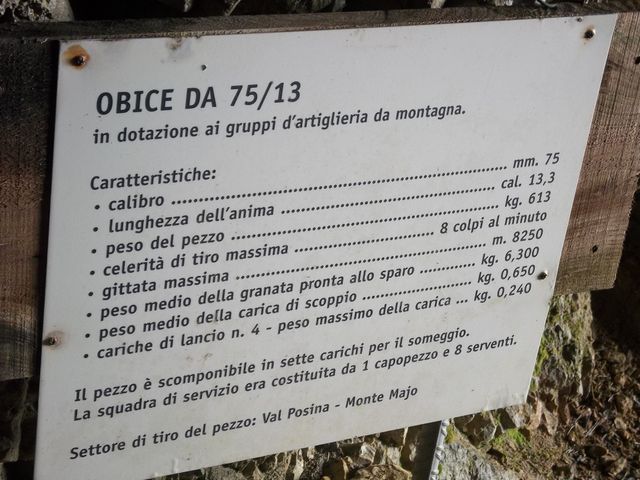 OBICE DA 75/13
in dotazione ai gruppi d'artiglieria da montagna.
Caratteristiche:
• calibro ........................................................ mm. 75
• lunghezza dell'anima ................................... cal. 13,3
• peso del pezzo ............................................ kg. 613
• celerità di tiro massima ...................... 8 colpi al minuto
• gittata massima ......................................... m. 8250
• peso medio della granata pronta allo sparo ............ kg. 6,300
• peso medio della carica di scoppio .................. kg. 0,650
• cariche di lancio n. 4 - peso massimo della carica ... kg. 0,240
Il pezzo è scomponibile in sette carichi per il someggio.
La squadra di servizio era costituita da 1 capopezzo e 8 serventi.
Settore di tiro del pezzo: Val Posina - Monte Majo